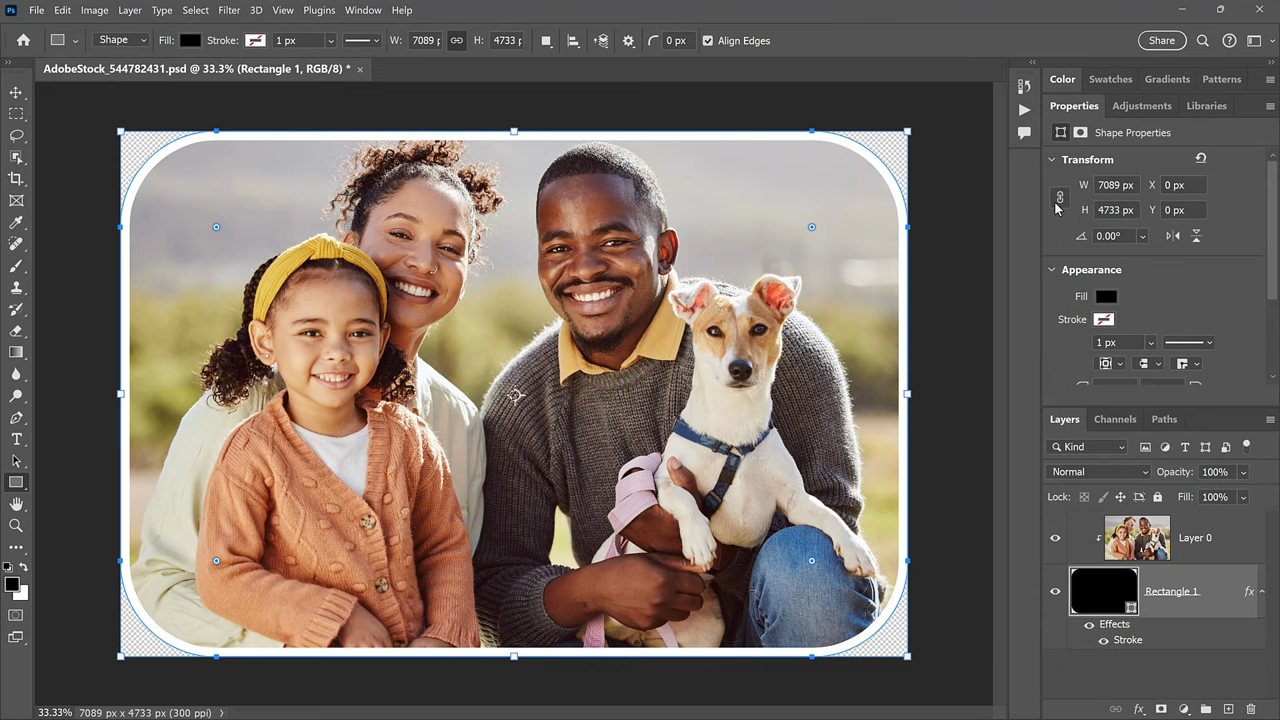 Ps File Edit Image Layer Type Select Filter 3D View Plugins Window Help
Shape Fill: Stroke: 1 px W: 7089 p H: 4733 p 0 px Align Edges Share
AdobeStock_544782431.psd @ 33.3% (Rectangle 1, RGB/8) * ×
Color Swatches Gradients Patterns
Properties Adjustments Libraries
Shape Properties
Transform
W 7089 px X 0 px
H 4733 px Y 0 px
0.00°
Appearance
Fill
Stroke
1 px
Layers Channels Paths
Kind
Normal Opacity: 100%
Lock: Fill: 100%
Layer 0
Rectangle 1 fx
Effects
Stroke
33.33% 7089 px x 4733 px (300 ppi)
fx